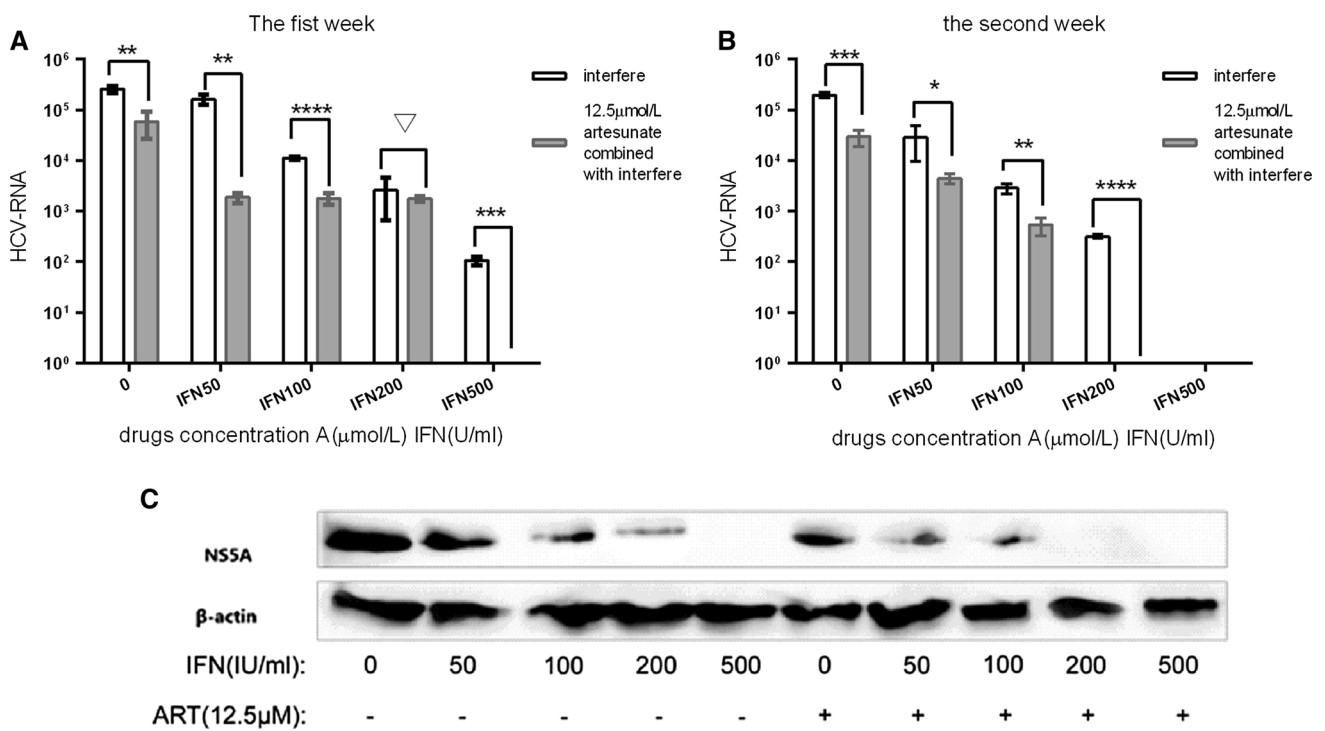 A
The fist week
**
**
****
▽
***
HCV-RNA
10⁶
10⁵
10⁴
10³
10²
10¹
10⁰
0
IFN50
IFN100
IFN200
IFN500
drugs concentration A(μmol/L) IFN(U/ml)
interfere
12.5μmol/L
artesunate
combined
with interfere
B
the second week
***
*
**
****
HCV-RNA
10⁶
10⁵
10⁴
10³
10²
10¹
10⁰
0
IFN50
IFN100
IFN200
IFN500
drugs concentration A(μmol/L) IFN(U/ml)
interfere
12.5μmol/L
artesunate
combined
with interfere
C
NS5A
β-actin
IFN(IU/ml): 0 50 100 200 500 0 50 100 200 500
ART(12.5μM): - - - - - + + + + +